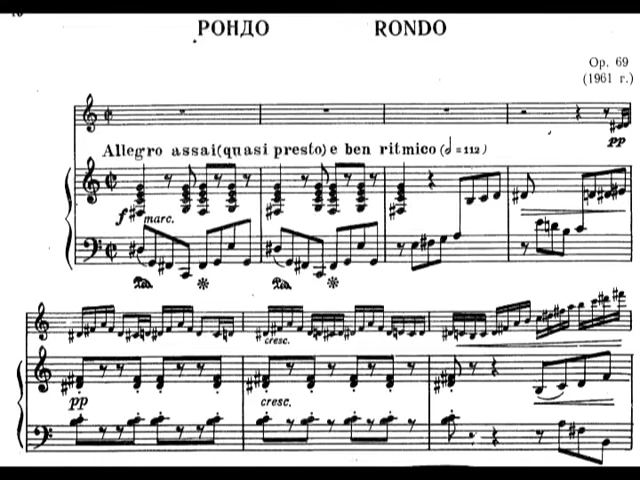 РОНДО RONDO
Op. 69
(1961 г.)
Allegro assai(quasi presto) e ben ritmico (𝅗𝅥=112)
pp
f marc.
cresc.
pp cresc.